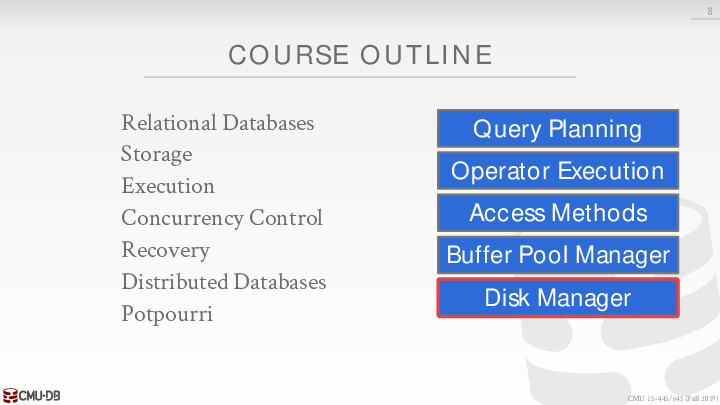 8
COURSE OUTLINE
Relational Databases
Storage
Execution
Concurrency Control
Recovery
Distributed Databases
Potpourri
Query Planning
Operator Execution
Access Methods
Buffer Pool Manager
Disk Manager
CMU·DB
CMU 15-445/645 (Fall 2019)